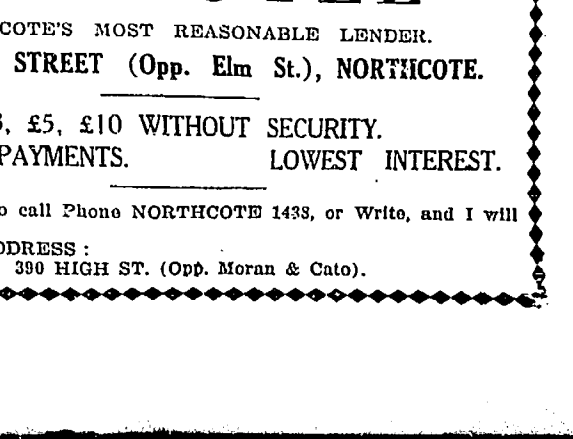 COTE'S MOST REASONABLE LENDER.
STREET (Opp. Elm St.), NORTHCOTE.
£5, £10 WITHOUT SECURITY.
PAYMENTS. LOWEST INTEREST.
call Phone NORTHCOTE 1433, or Write, and I will
DDRESS :
390 HIGH ST. (Opp. Moran & Cato).